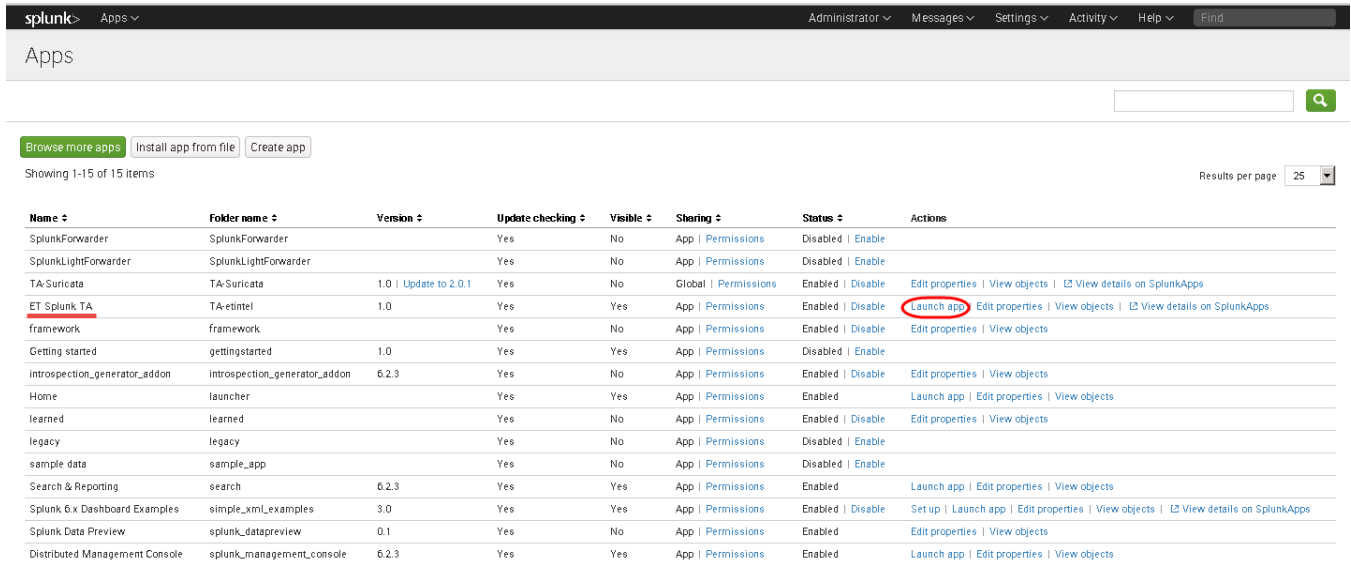 splunk> Apps Administrator Messages Settings Activity Help Find
Apps
Browse more apps Install app from file Create app
Showing 1-15 of 15 items
Results per page 25
Name Folder name Version Update checking Visible Sharing Status Actions
SplunkForwarder SplunkForwarder Yes No App | Permissions Disabled | Enable
SplunkLightForwarder SplunkLightForwarder Yes No App | Permissions Disabled | Enable
TA-Suricata TA-Suricata 1.0 | Update to 2.0.1 Yes No Global | Permissions Enabled | Disable Edit properties | View objects | View details on SplunkApps
ET Splunk TA TA-etintel 1.0 Yes Yes App | Permissions Enabled | Disable Launch app | Edit properties | View objects | View details on SplunkApps
framework framework Yes No App | Permissions Enabled | Disable Edit properties | View objects
Getting started gettingstarted 1.0 Yes Yes App | Permissions Disabled | Enable
introspection_generator_addon introspection_generator_addon 6.2.3 Yes No App | Permissions Enabled | Disable Edit properties | View objects
Home launcher Yes Yes App | Permissions Enabled Launch app | Edit properties | View objects
learned learned Yes No App | Permissions Enabled | Disable Edit properties | View objects
legacy legacy Yes No App | Permissions Disabled | Enable
sample data sample_app Yes No App | Permissions Disabled | Enable
Search & Reporting search 6.2.3 Yes Yes App | Permissions Enabled Launch app | Edit properties | View objects
Splunk 6.x Dashboard Examples simple_xml_examples 3.0 Yes Yes App | Permissions Enabled | Disable Set up | Launch app | Edit properties | View objects | View details on SplunkApps
Splunk Data Preview splunk_datapreview 0.1 Yes No App | Permissions Enabled Edit properties | View objects
Distributed Management Console splunk_management_console 6.2.3 Yes Yes App | Permissions Enabled Launch app | Edit properties | View objects